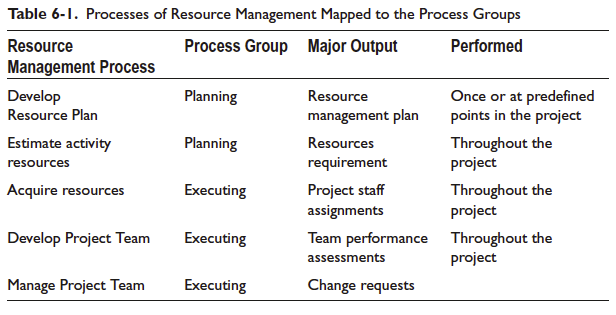 Table 6-1. Processes of Resource Management Mapped to the Process Groups
Resource Management Process Process Group Major Output Performed
Develop Resource Plan Planning Resource management plan Once or at predefined points in the project
Estimate activity resources Planning Resources requirement Throughout the project
Acquire resources Executing Project staff assignments Throughout the project
Develop Project Team Executing Team performance assessments Throughout the project
Manage Project Team Executing Change requests